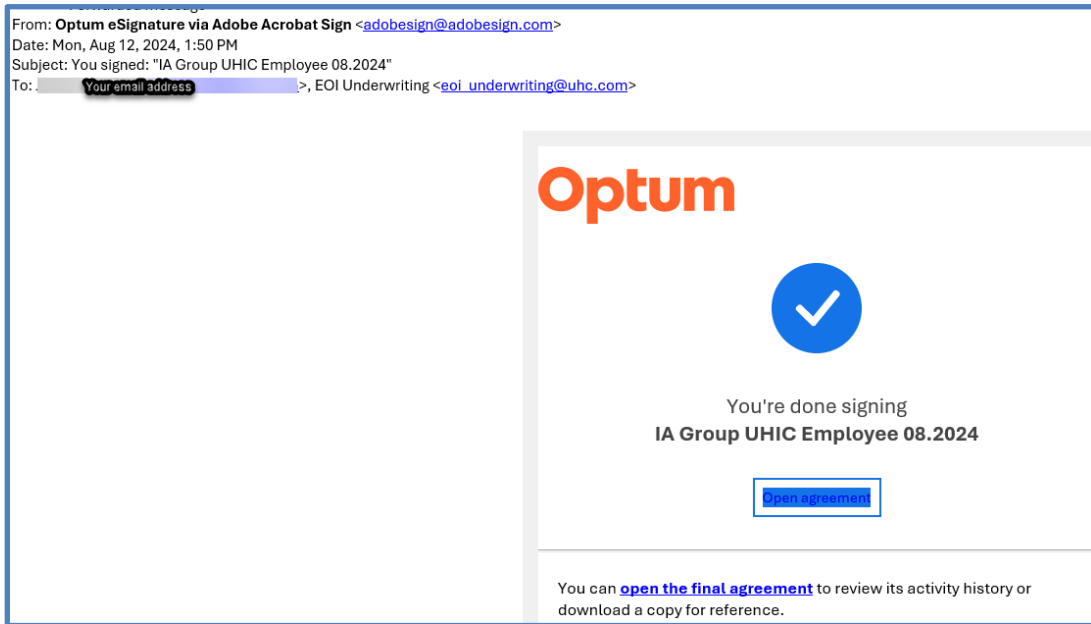 Forwarded message
From: Optum eSignature via Adobe Acrobat Sign <adobesign@adobesign.com>
Date: Mon, Aug 12, 2024, 1:50 PM
Subject: You signed: "IA Group UHIC Employee 08.2024"
To: Your email address >, EOI Underwriting <eoi_underwriting@uhc.com>
Optum
You're done signing
IA Group UHIC Employee 08.2024
Open agreement
You can open the final agreement to review its activity history or
download a copy for reference.